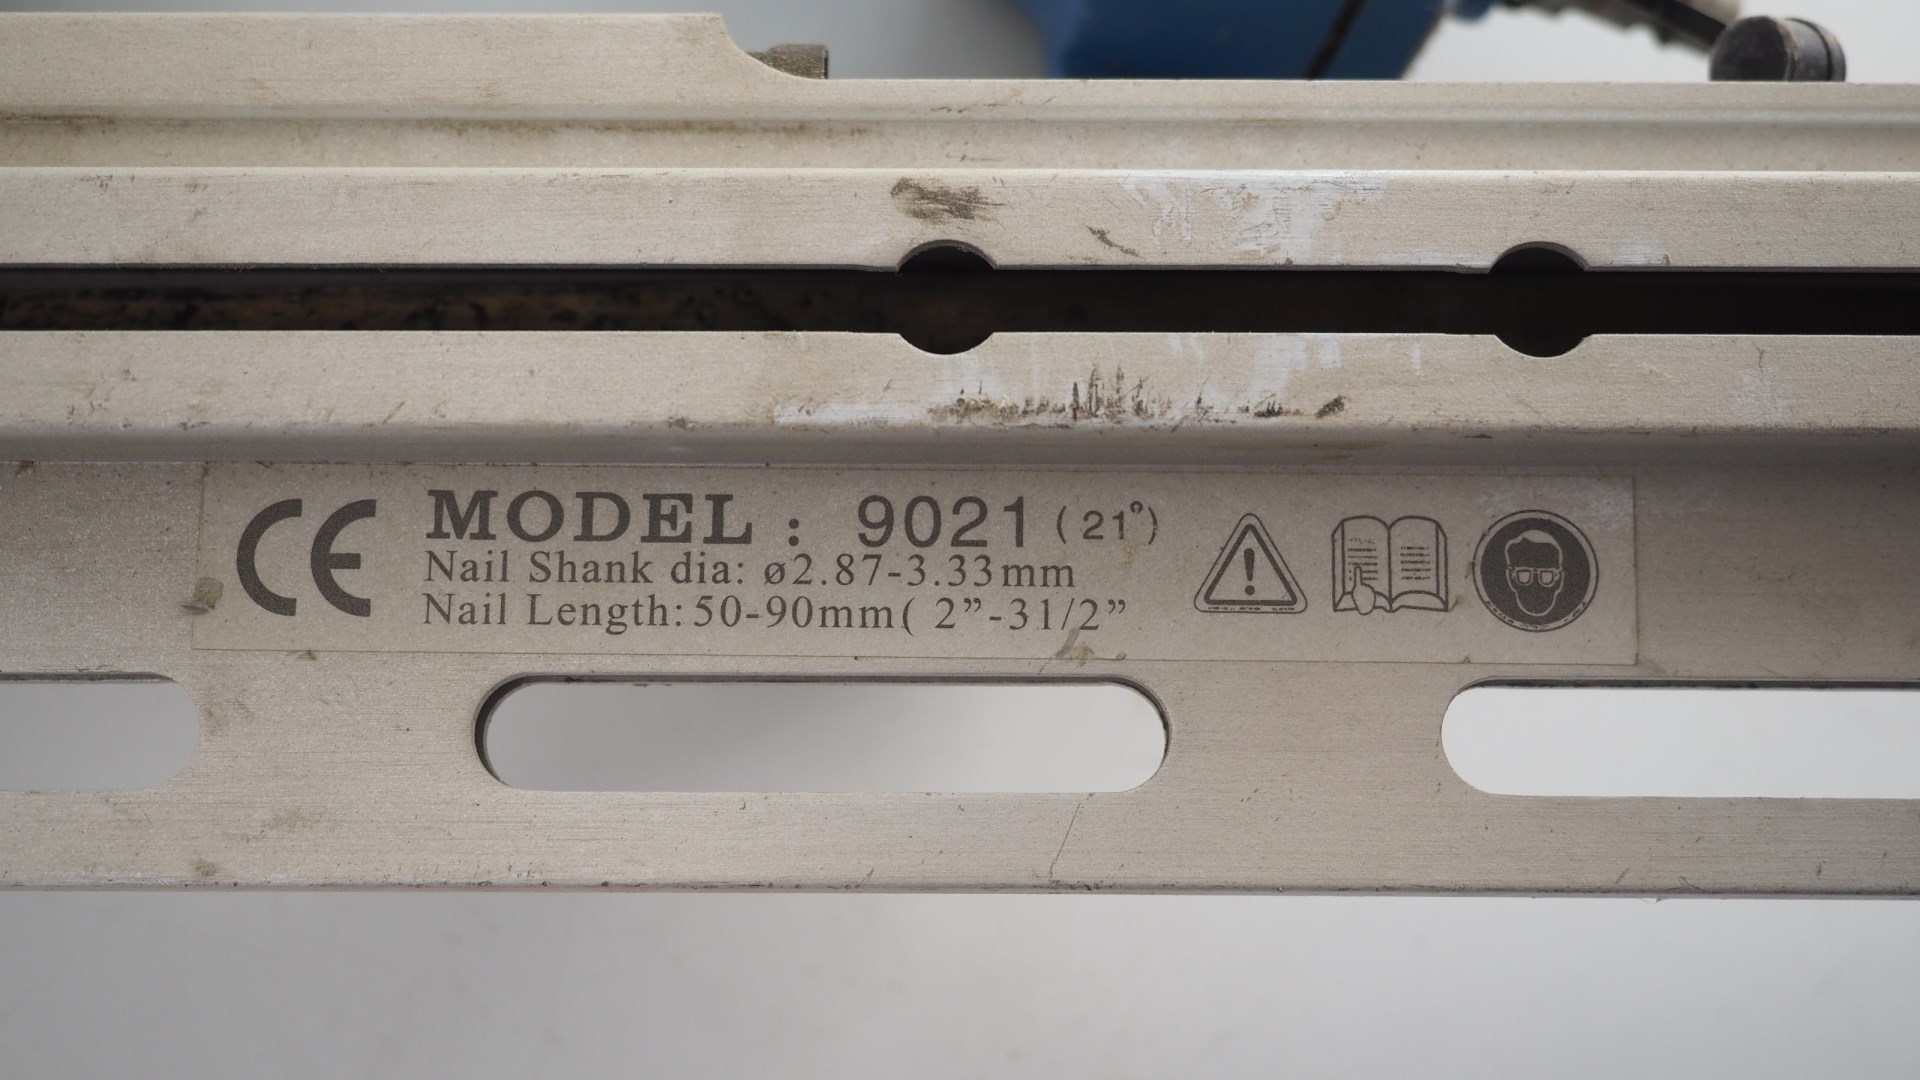 CE MODEL : 9021 (21°)
Nail Shank dia: ø2.87-3.33mm
Nail Length: 50-90mm( 2”-31/2”